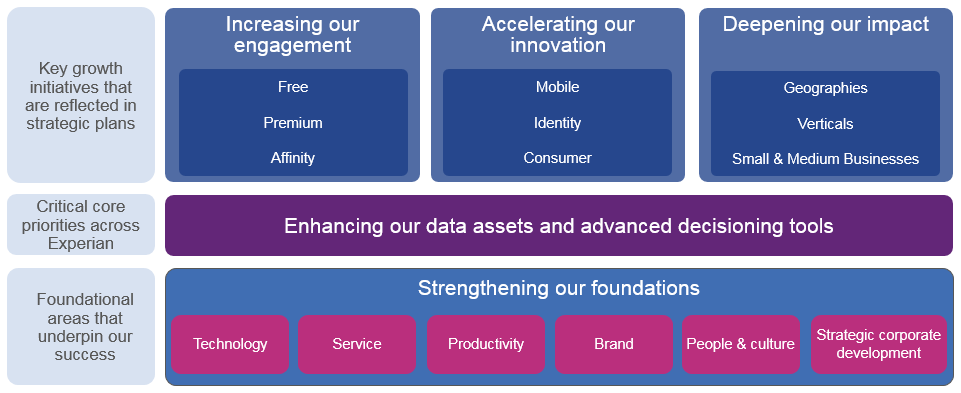 Key growth
initiatives that
are reflected in
strategic plans
Increasing our
engagement
Free
Premium
Affinity
Accelerating our
innovation
Mobile
Identity
Consumer
Deepening our impact
Geographies
Verticals
Small & Medium Businesses
Critical core
priorities across
Experian
Enhancing our data assets and advanced decisioning tools
Foundational
areas that
underpin our
success
Strengthening our foundations
Technology
Service
Productivity
Brand
People & culture
Strategic corporate
development